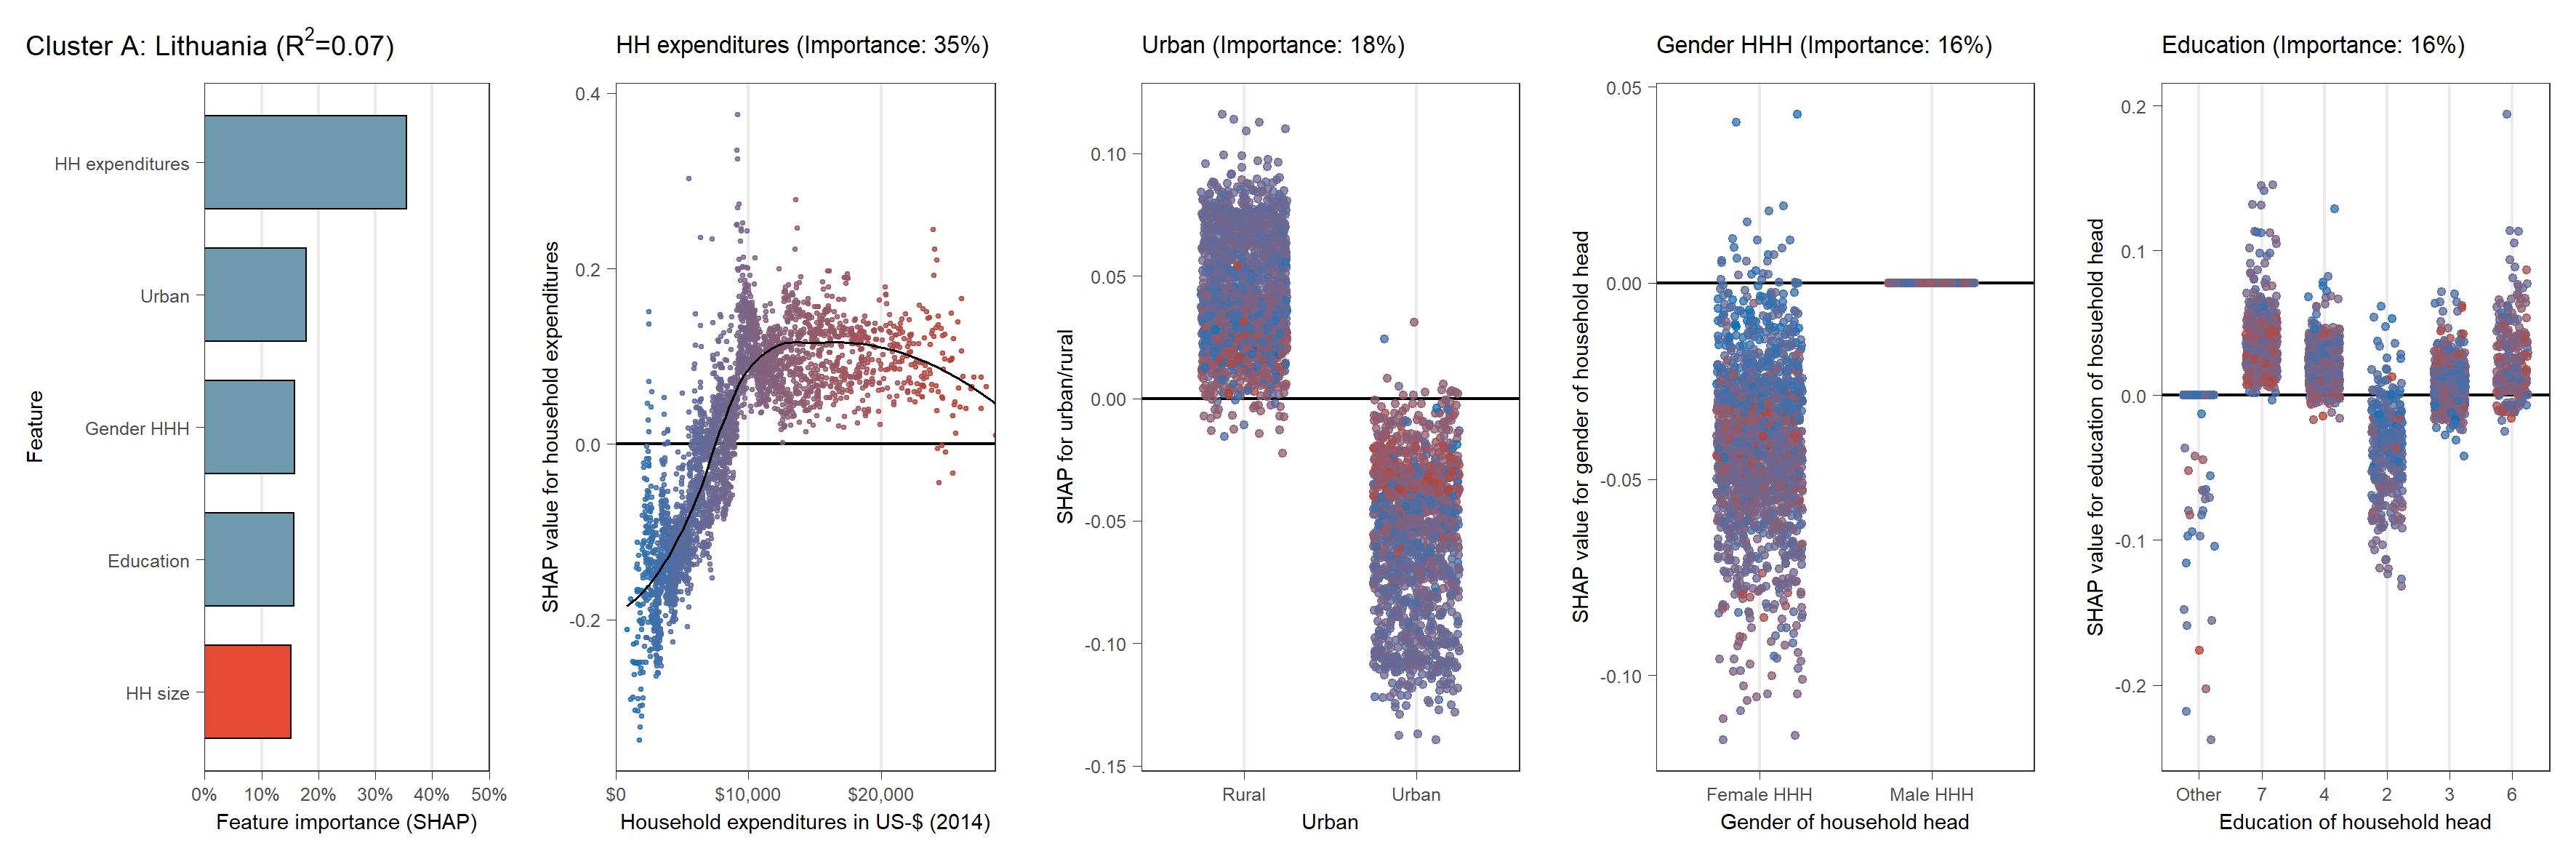 Cluster A: Lithuania (R²=0.07)
HH expenditures
Urban
Gender HHH
Education
HH size
Feature
0%
10%
20%
30%
40%
50%
Feature importance (SHAP)
HH expenditures (Importance: 35%)
SHAP value for household expenditures
0.4
0.2
0.0
-0.2
$0
$10,000
$20,000
Household expenditures in US-$ (2014)
Urban (Importance: 18%)
SHAP for urban/rural
0.10
0.05
0.00
-0.05
-0.10
-0.15
Rural
Urban
Urban
Gender HHH (Importance: 16%)
SHAP value for gender of household head
0.05
0.00
-0.05
-0.10
Female HHH
Male HHH
Gender of household head
Education (Importance: 16%)
SHAP value for education of household head
0.2
0.1
0.0
-0.1
-0.2
Other
7
4
2
3
6
Education of household head